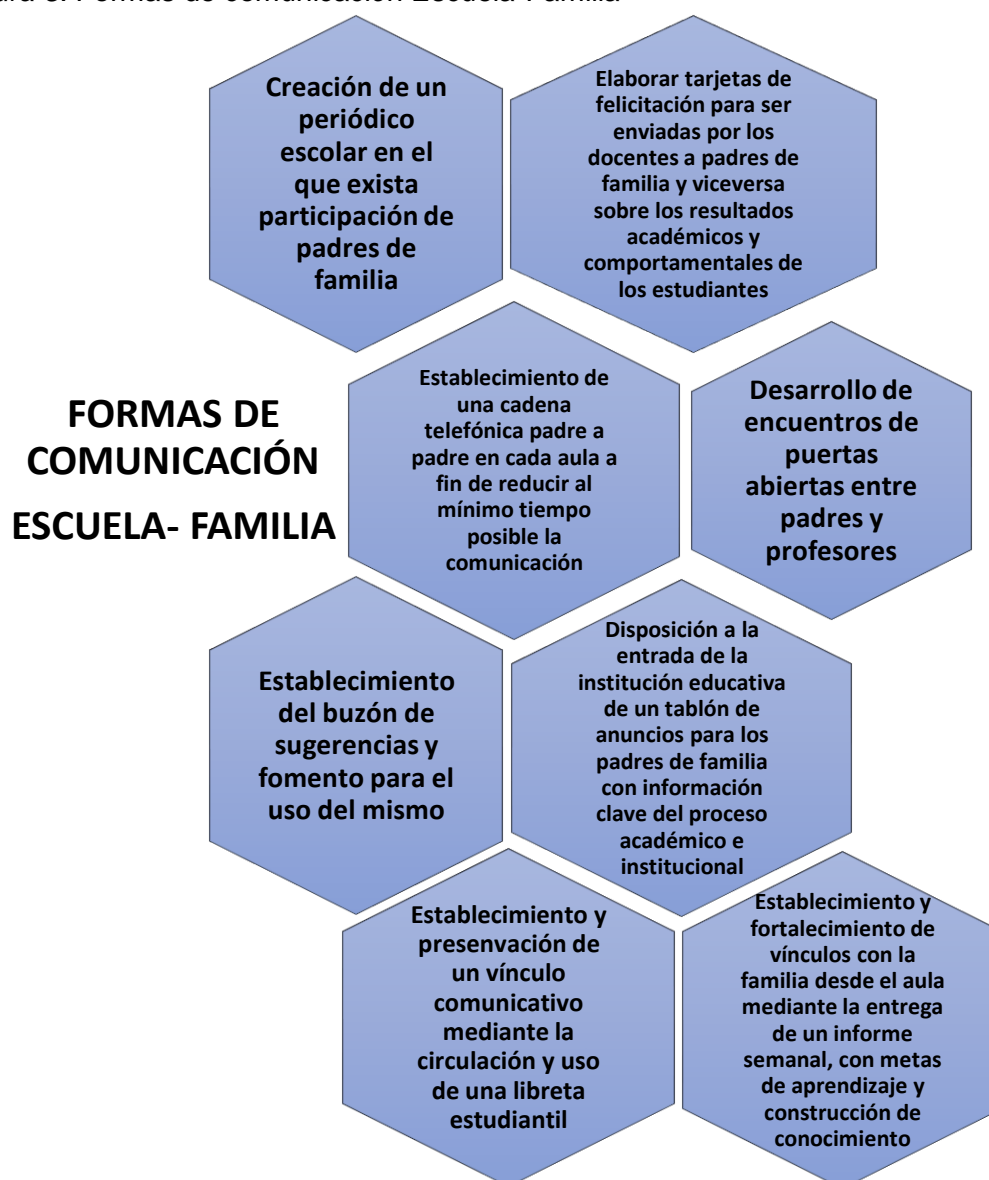 Formas de comunicación Escuela-Familia
Creación de un
periódico
escolar en el
que exista
participación de
padres de
familia
Elaborar tarjetas de
felicitación para ser
enviadas por los
docentes a padres de
familia y viceversa
sobre los resultados
académicos y
comportamentales de
los estudiantes
FORMAS DE
COMUNICACIÓN
ESCUELA- FAMILIA
Establecimiento de
una cadena
telefónica padre a
padre en cada aula a
fin de reducir al
mínimo tiempo
posible la
comunicación
Desarrollo de
encuentros de
puertas
abiertas entre
padres y
profesores
Establecimiento
del buzón de
sugerencias y
fomento para el
uso del mismo
Disposición a la
entrada de la
institución educativa
de un tablón de
anuncios para los
padres de familia
con información
clave del proceso
académico e
institucional
Establecimiento y
presenvación de
un vínculo
comunicativo
mediante la
circulación y uso
de una libreta
estudiantil
Establecimiento y
fortalecimiento de
vínculos con la
familia desde el aula
mediante la entrega
de un informe
semanal, con metas
de aprendizaje y
construcción de
conocimiento